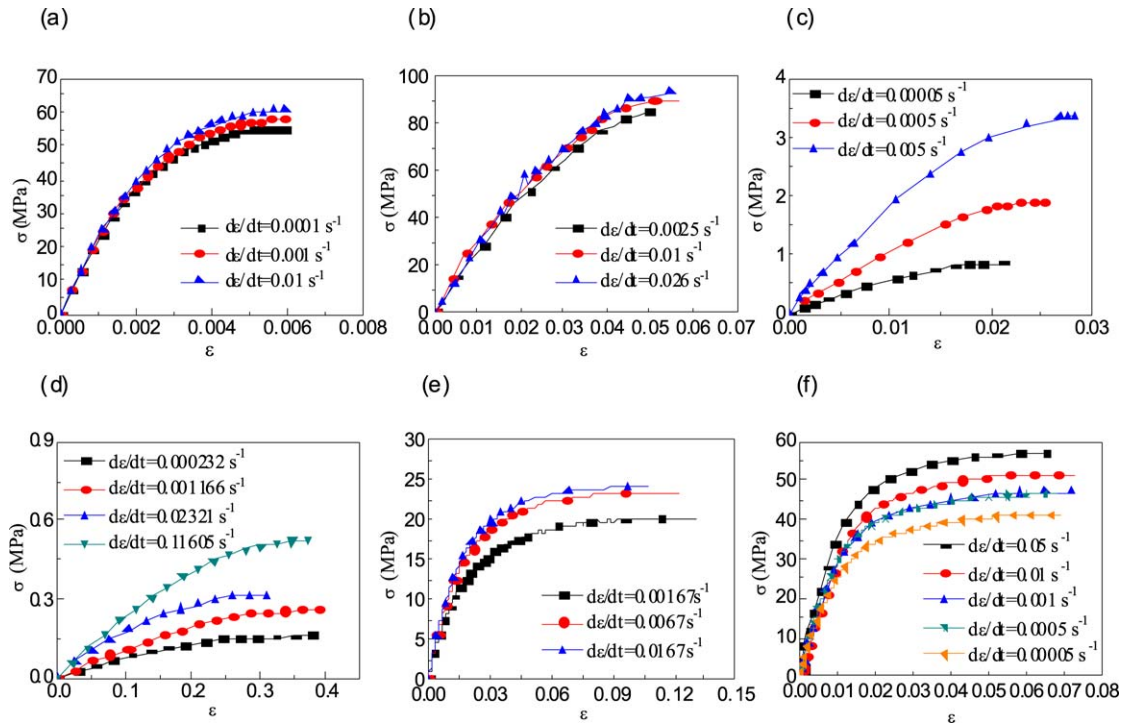 (a)
70
60
50
40
30
20
10
0
0.000
0.002
0.004
0.006
0.008
σ (MPa)
ε
dε/dt=0.0001 s⁻¹
dε/dt=0.001 s⁻¹
dε/dt=0.01 s⁻¹
(b)
100
80
60
40
20
0
0.00
0.01
0.02
0.03
0.04
0.05
0.06
0.07
σ (MPa)
ε
dε/dt=0.0025 s⁻¹
dε/dt=0.01 s⁻¹
dε/dt=0.026 s⁻¹
(c)
4
3
2
1
0
0.00
0.01
0.02
0.03
σ (MPa)
ε
dε/dt=0.00005 s⁻¹
dε/dt=0.0005 s⁻¹
dε/dt=0.005 s⁻¹
(d)
0.9
0.6
0.3
0.0
0.0
0.1
0.2
0.3
0.4
σ (MPa)
ε
dε/dt=0.000232 s⁻¹
dε/dt=0.001166 s⁻¹
dε/dt=0.02321 s⁻¹
dε/dt=0.11605 s⁻¹
(e)
30
25
20
15
10
5
0
0.00
0.03
0.06
0.09
0.12
0.15
σ (MPa)
ε
dε/dt=0.00167s⁻¹
dε/dt=0.0067s⁻¹
dε/dt=0.0167s⁻¹
(f)
60
50
40
30
20
10
0
0.00
0.01
0.02
0.03
0.04
0.05
0.06
0.07
0.08
σ (MPa)
ε
dε/dt=0.05 s⁻¹
dε/dt=0.01 s⁻¹
dε/dt=0.001 s⁻¹
dε/dt=0.0005 s⁻¹
dε/dt=0.00005 s⁻¹